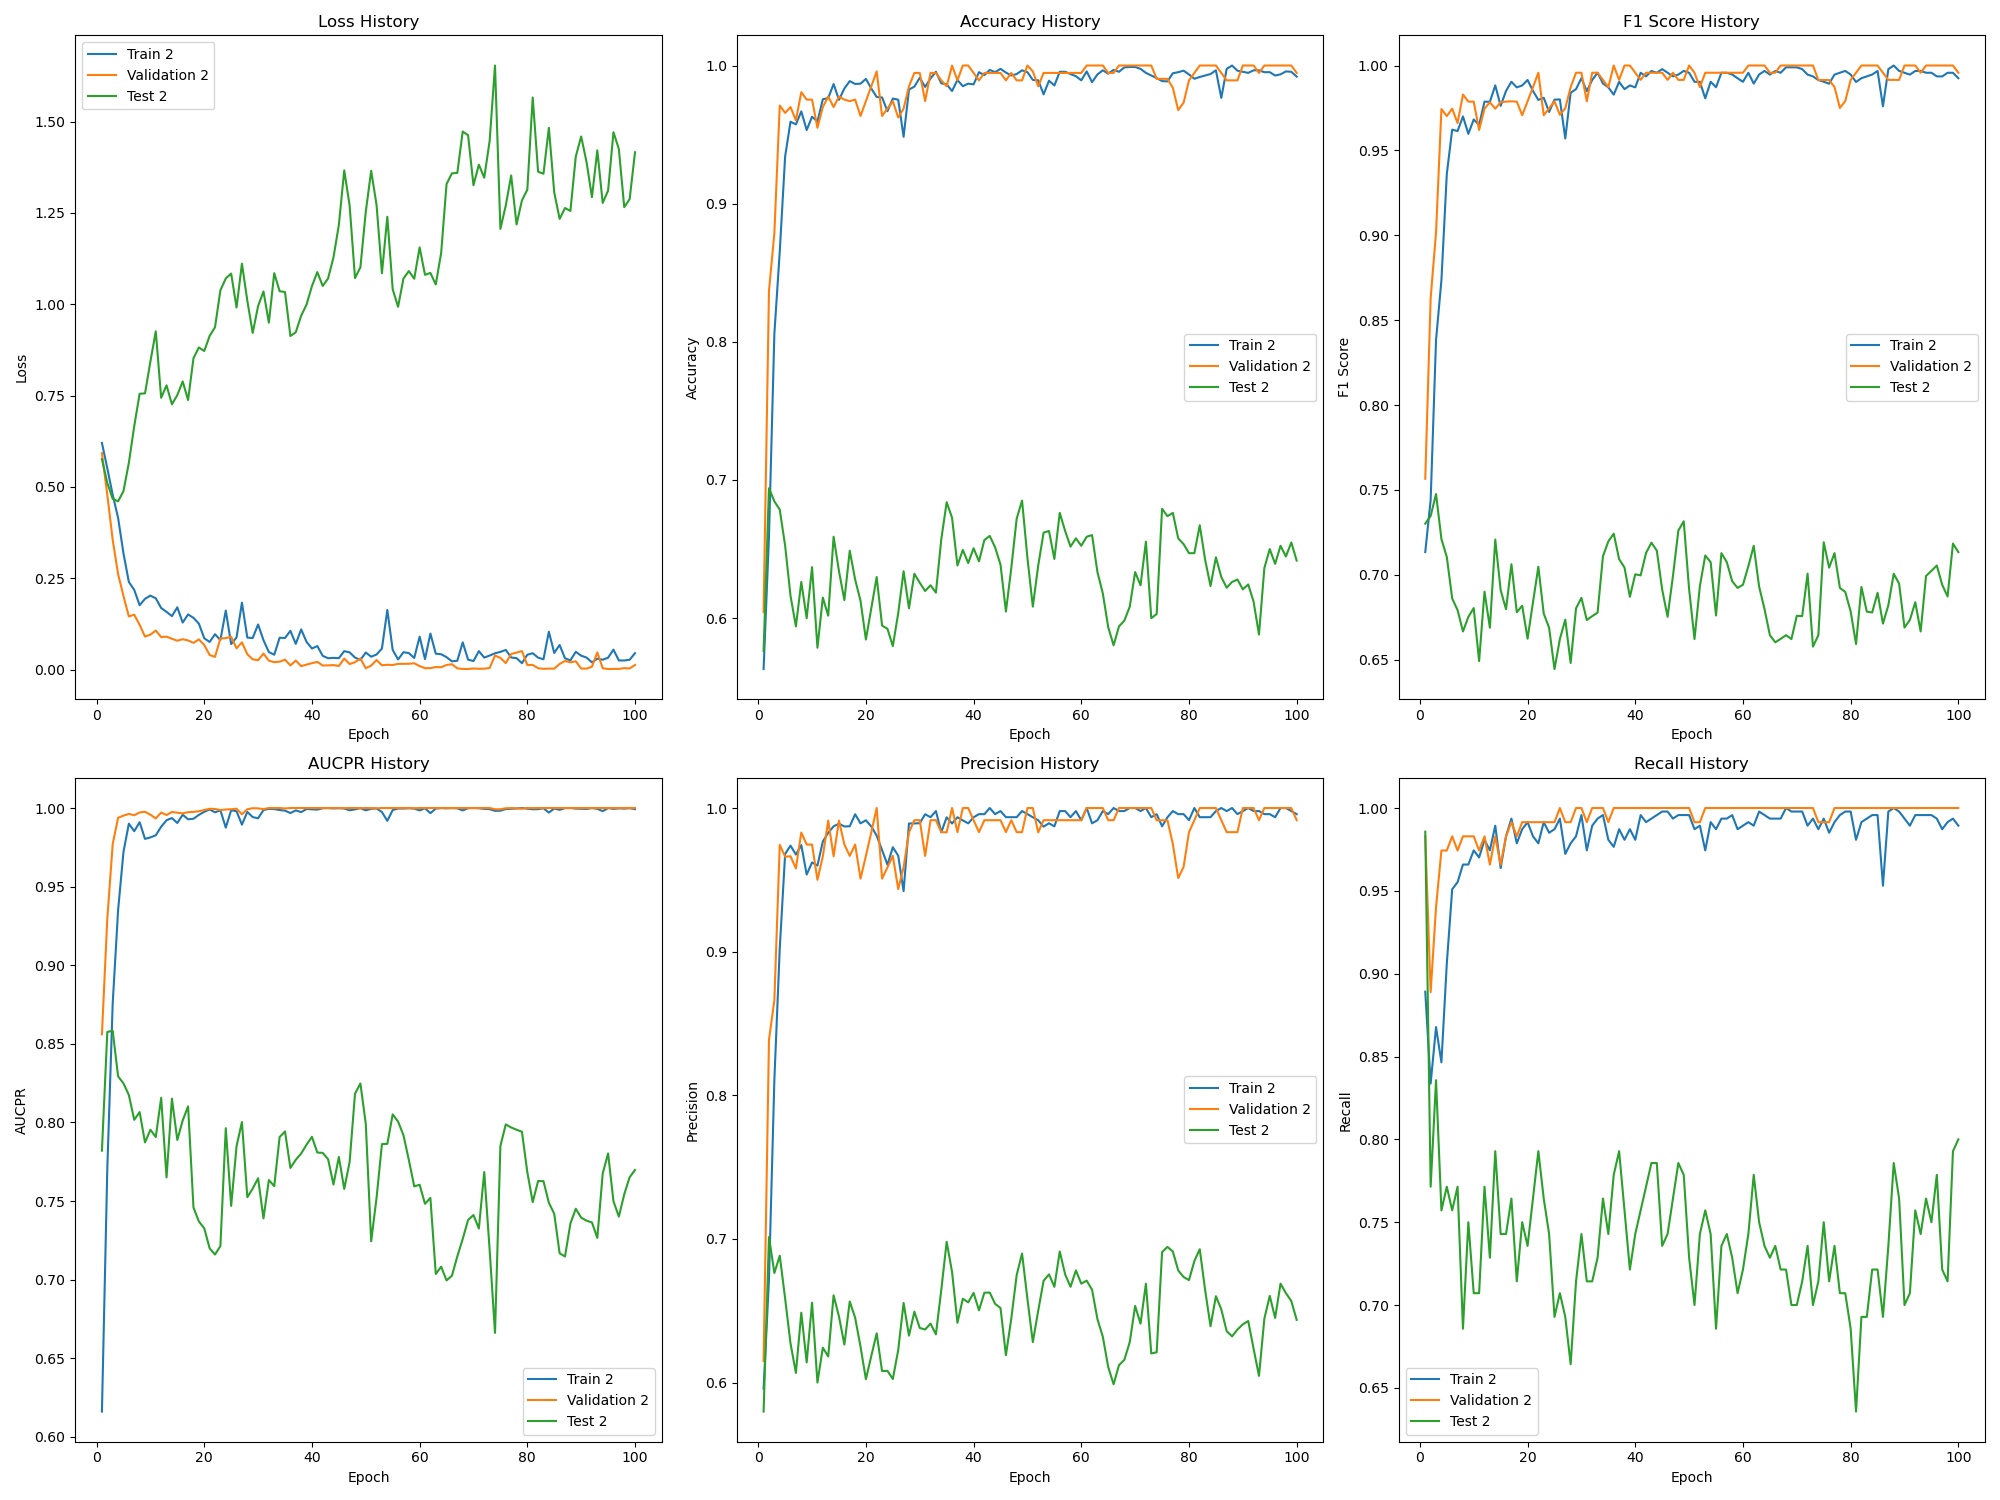 Loss History
Train 2
Validation 2
Test 2
1.50
1.25
1.00
0.75
0.50
0.25
0.00
Loss
0 20 40 60 80 100
Epoch
Accuracy History
1.0
0.9
0.8
0.7
0.6
Accuracy
Train 2
Validation 2
Test 2
0 20 40 60 80 100
Epoch
F1 Score History
1.00
0.95
0.90
0.85
0.80
0.75
0.70
0.65
F1 Score
Train 2
Validation 2
Test 2
0 20 40 60 80 100
Epoch
AUCPR History
1.00
0.95
0.90
0.85
0.80
0.75
0.70
0.65
0.60
AUCPR
Train 2
Validation 2
Test 2
0 20 40 60 80 100
Epoch
Precision History
1.0
0.9
0.8
0.7
0.6
Precision
Train 2
Validation 2
Test 2
0 20 40 60 80 100
Epoch
Recall History
1.00
0.95
0.90
0.85
0.80
0.75
0.70
0.65
Recall
Train 2
Validation 2
Test 2
0 20 40 60 80 100
Epoch